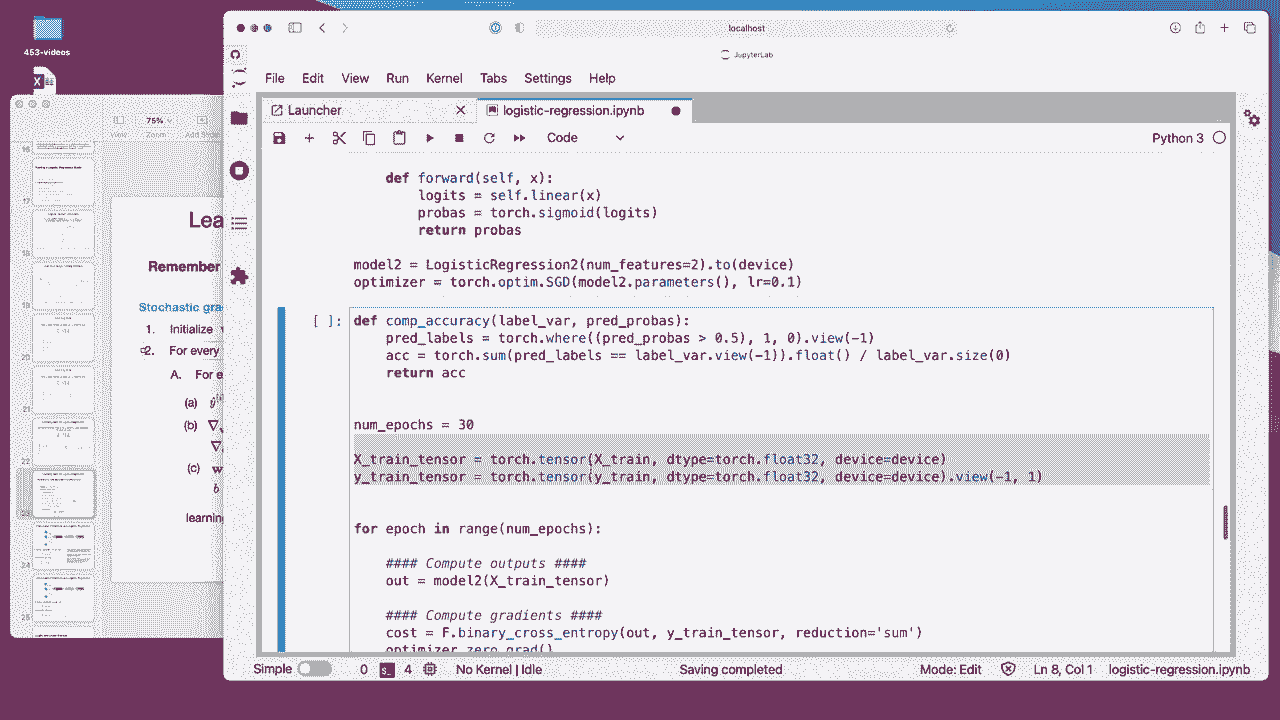 453-videos
localhost
JupyterLab
File Edit View Run Kernel Tabs Settings Help
Launcher
logistic-regression.ipynb
Code
Python 3
75%
View Zoom
17
18
19
20
21
22
24
Lea
Remember
Stochastic gra
1. Initialize
2. For every
A. For e
(a)
(b)
(c) w
b
learning
def forward(self, x):
logits = self.linear(x)
probas = torch.sigmoid(logits)
return probas
model2 = LogisticRegression2(num_features=2).to(device)
optimizer = torch.optim.SGD(model2.parameters(), lr=0.1)
[ ]: def comp_accuracy(label_var, pred_probas):
pred_labels = torch.where((pred_probas > 0.5), 1, 0).view(-1)
acc = torch.sum(pred_labels == label_var.view(-1)).float() / label_var.size(0)
return acc
num_epochs = 30
X_train_tensor = torch.tensor(X_train, dtype=torch.float32, device=device)
y_train_tensor = torch.tensor(y_train, dtype=torch.float32, device=device).view(-1, 1)
for epoch in range(num_epochs):
#### Compute outputs ####
out = model2(X_train_tensor)
#### Compute gradients ####
cost = F.binary_cross_entropy(out, y_train_tensor, reduction='sum')
optimizer.zero_grad()
Simple 0 4 No Kernel | Idle Saving completed Mode: Edit Ln 8, Col 1 logistic-regression.ipynb